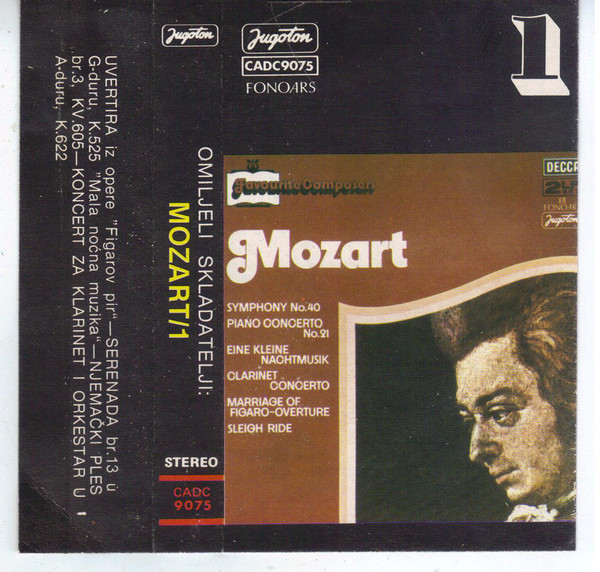 UVERTIRA iz opere "Figarov pir"—SERENADA br.13 u
G-duru, K.525 "Mala noćna muzika"—NJEMAČKI PLES
br.3, KV.605—KONCERT ZA KLARINET I ORKESTAR U
A-duru, K.622
Jugoton
OMILJELI SKLADATELJI:
MOZART/1
STEREO
CADC
9075
Jugoton
CADC9075
FONOARS
1
Favourite Composers
DECCA
FONOARS
Jugoton
Mozart
SYMPHONY No.40
PIANO CONCERTO
No.21
EINE KLEINE
NACHTMUSIK
CLARINET
CONCERTO
MARRIAGE OF
FIGARO-OVERTURE
SLEIGH RIDE